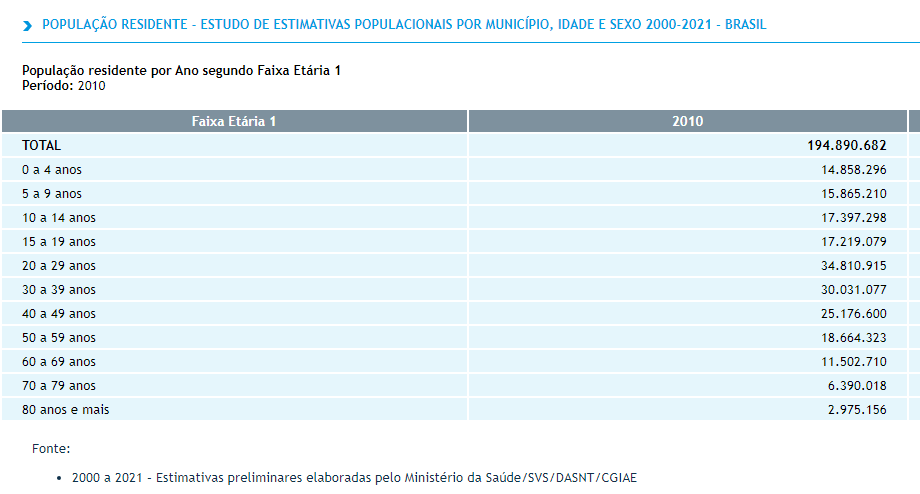 POPULAÇÃO RESIDENTE - ESTUDO DE ESTIMATIVAS POPULACIONAIS POR MUNICÍPIO, IDADE E SEXO 2000-2021 - BRASIL
População residente por Ano segundo Faixa Etária 1
Período: 2010
Faixa Etária 1 2010
TOTAL 194.890.682
0 a 4 anos 14.858.296
5 a 9 anos 15.865.210
10 a 14 anos 17.397.298
15 a 19 anos 17.219.079
20 a 29 anos 34.810.915
30 a 39 anos 30.031.077
40 a 49 anos 25.176.600
50 a 59 anos 18.664.323
60 a 69 anos 11.502.710
70 a 79 anos 6.390.018
80 anos e mais 2.975.156
Fonte:
• 2000 a 2021 - Estimativas preliminares elaboradas pelo Ministério da Saúde/SVS/DASNT/CGIAE